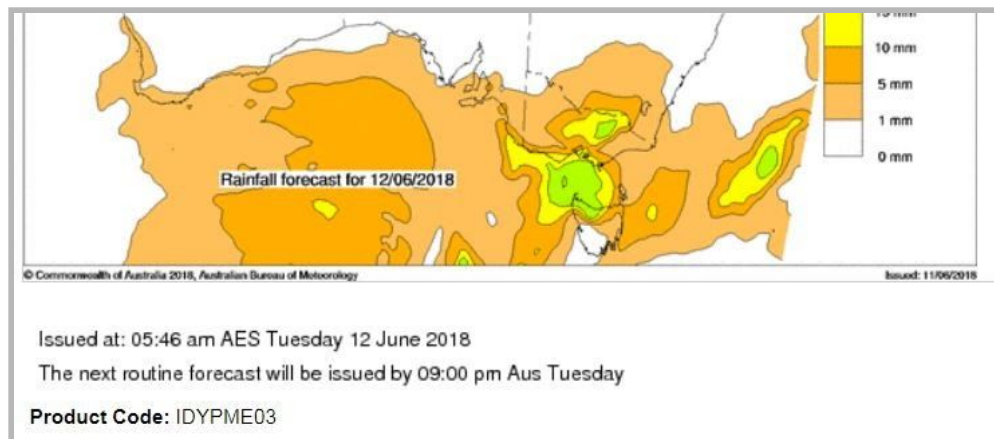 15 mm
10 mm
5 mm
1 mm
0 mm
Rainfall forecast for 12/06/2018
© Commonwealth of Australia 2018, Australian Bureau of Meteorology
Issued: 11/06/2018
Issued at: 05:46 am AES Tuesday 12 June 2018
The next routine forecast will be issued by 09:00 pm Aus Tuesday
Product Code: IDYPME03